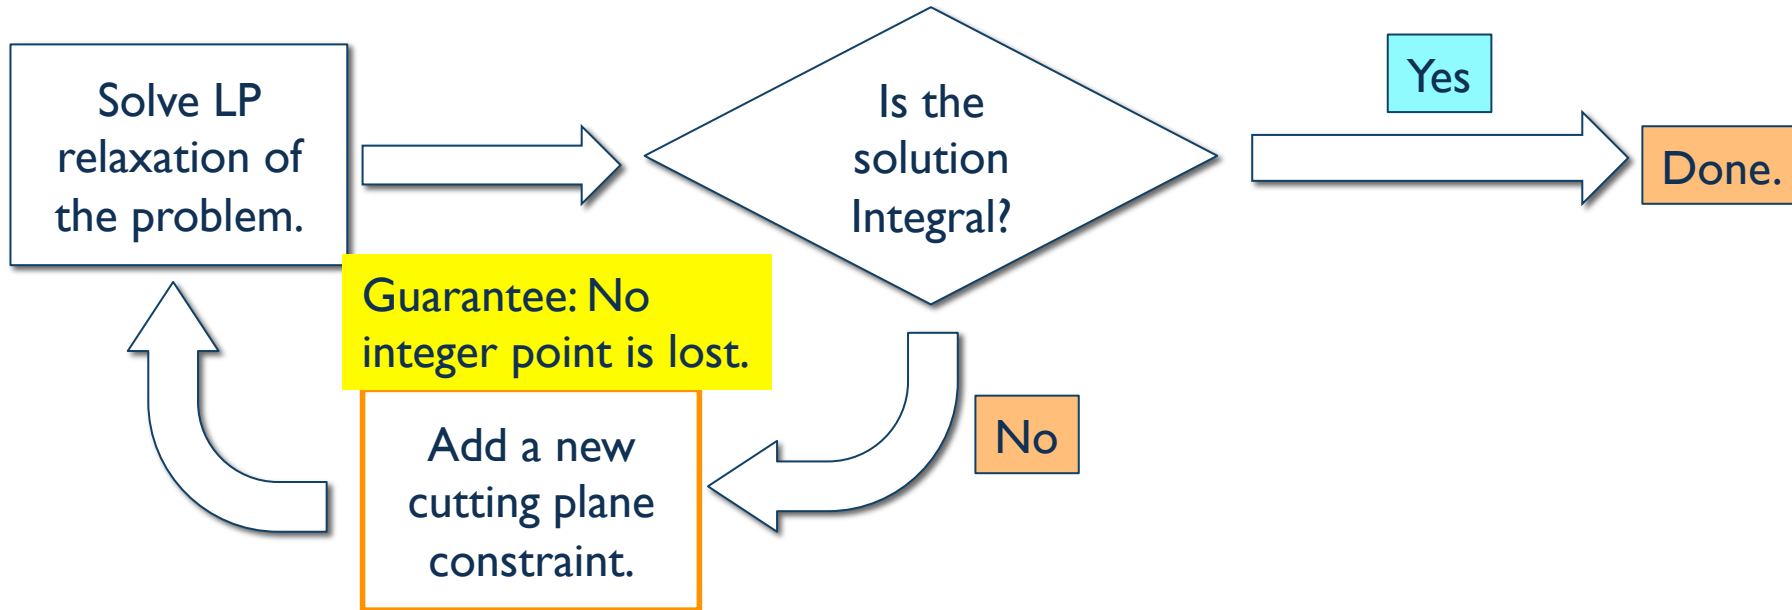 Solve LP
relaxation of
the problem.
Is the
solution
Integral?
Yes
Done.
Guarantee: No
integer point is lost.
No
Add a new
cutting plane
constraint.